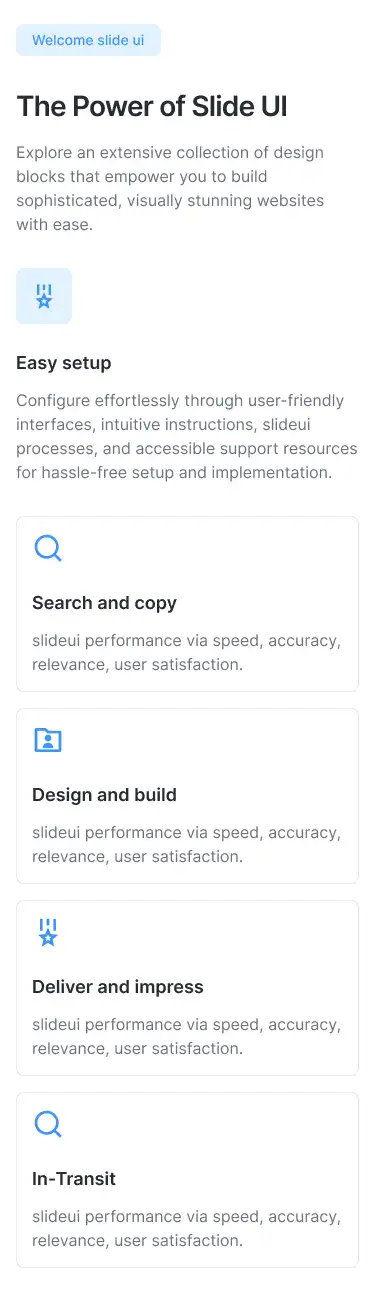 Welcome slide ui
The Power of Slide UI
Explore an extensive collection of design
blocks that empower you to build
sophisticated, visually stunning websites
with ease.
Easy setup
Configure effortlessly through user-friendly
interfaces, intuitive instructions, slideui
processes, and accessible support resources
for hassle-free setup and implementation.
Search and copy
slideui performance via speed, accuracy,
relevance, user satisfaction.
Design and build
slideui performance via speed, accuracy,
relevance, user satisfaction.
Deliver and impress
slideui performance via speed, accuracy,
relevance, user satisfaction.
In-Transit
slideui performance via speed, accuracy,
relevance, user satisfaction.